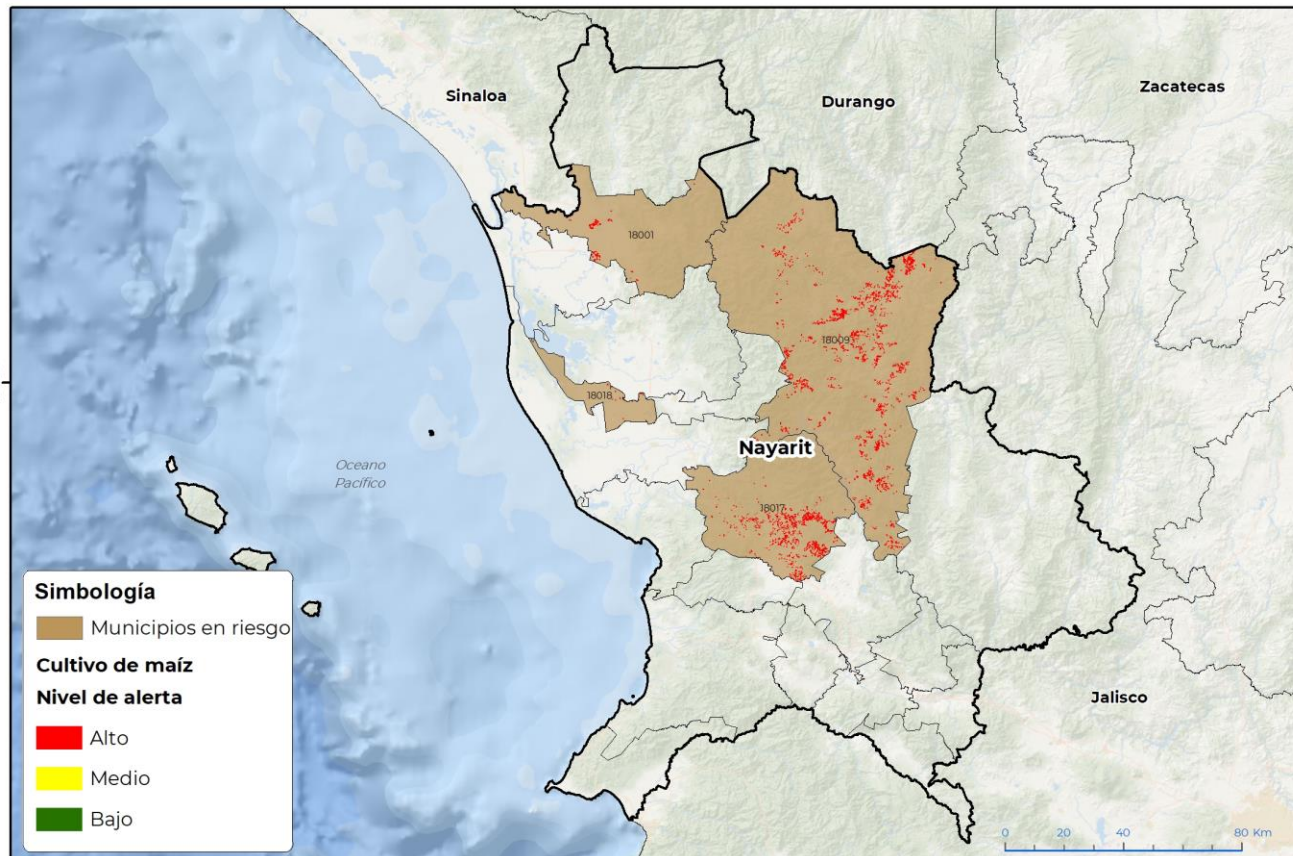 Sinaloa
Durango
Zacatecas
18001
18009
18018
Nayarit
Oceano
Pacífico
18017
Jalisco
Simbología
Municipios en riesgo
Cultivo de maíz
Nivel de alerta
Alto
Medio
Bajo
0 20 40 80 Km